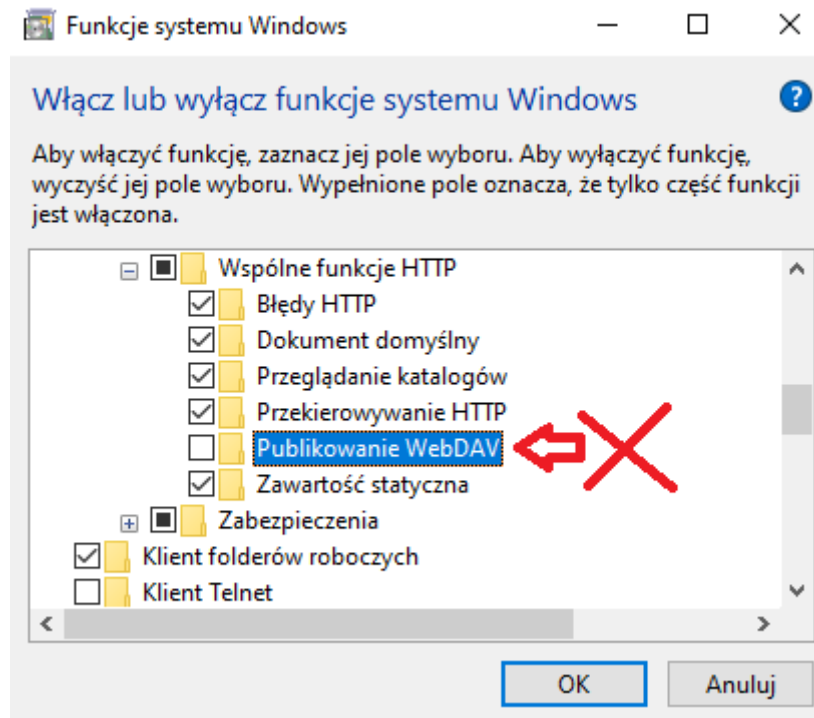 Funkcje systemu Windows
Włącz lub wyłącz funkcje systemu Windows
Aby włączyć funkcję, zaznacz jej pole wyboru. Aby wyłączyć funkcję,
wyczyść jej pole wyboru. Wypełnione pole oznacza, że tylko część funkcji
jest włączona.
Wspólne funkcje HTTP
Błędy HTTP
Dokument domyślny
Przeglądanie katalogów
Przekierowywanie HTTP
Publikowanie WebDAV
Zawartość statyczna
Zabezpieczenia
Klient folderów roboczych
Klient Telnet
OK Anuluj